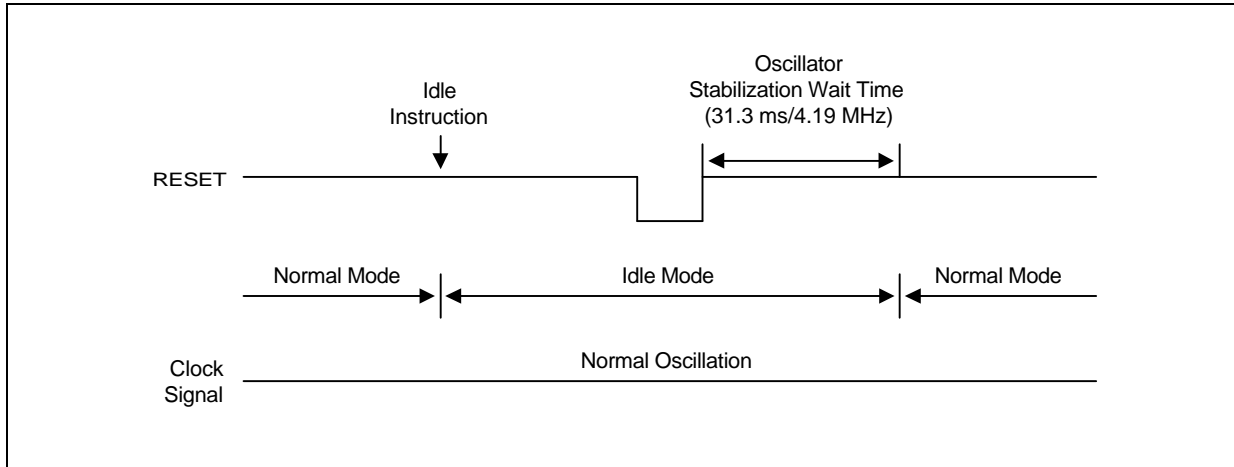 Oscillator
Stabilization Wait Time
(31.3 ms/4.19 MHz)
Idle
Instruction
RESET
Normal Mode
Idle Mode
Normal Mode
Normal Oscillation
Clock
Signal